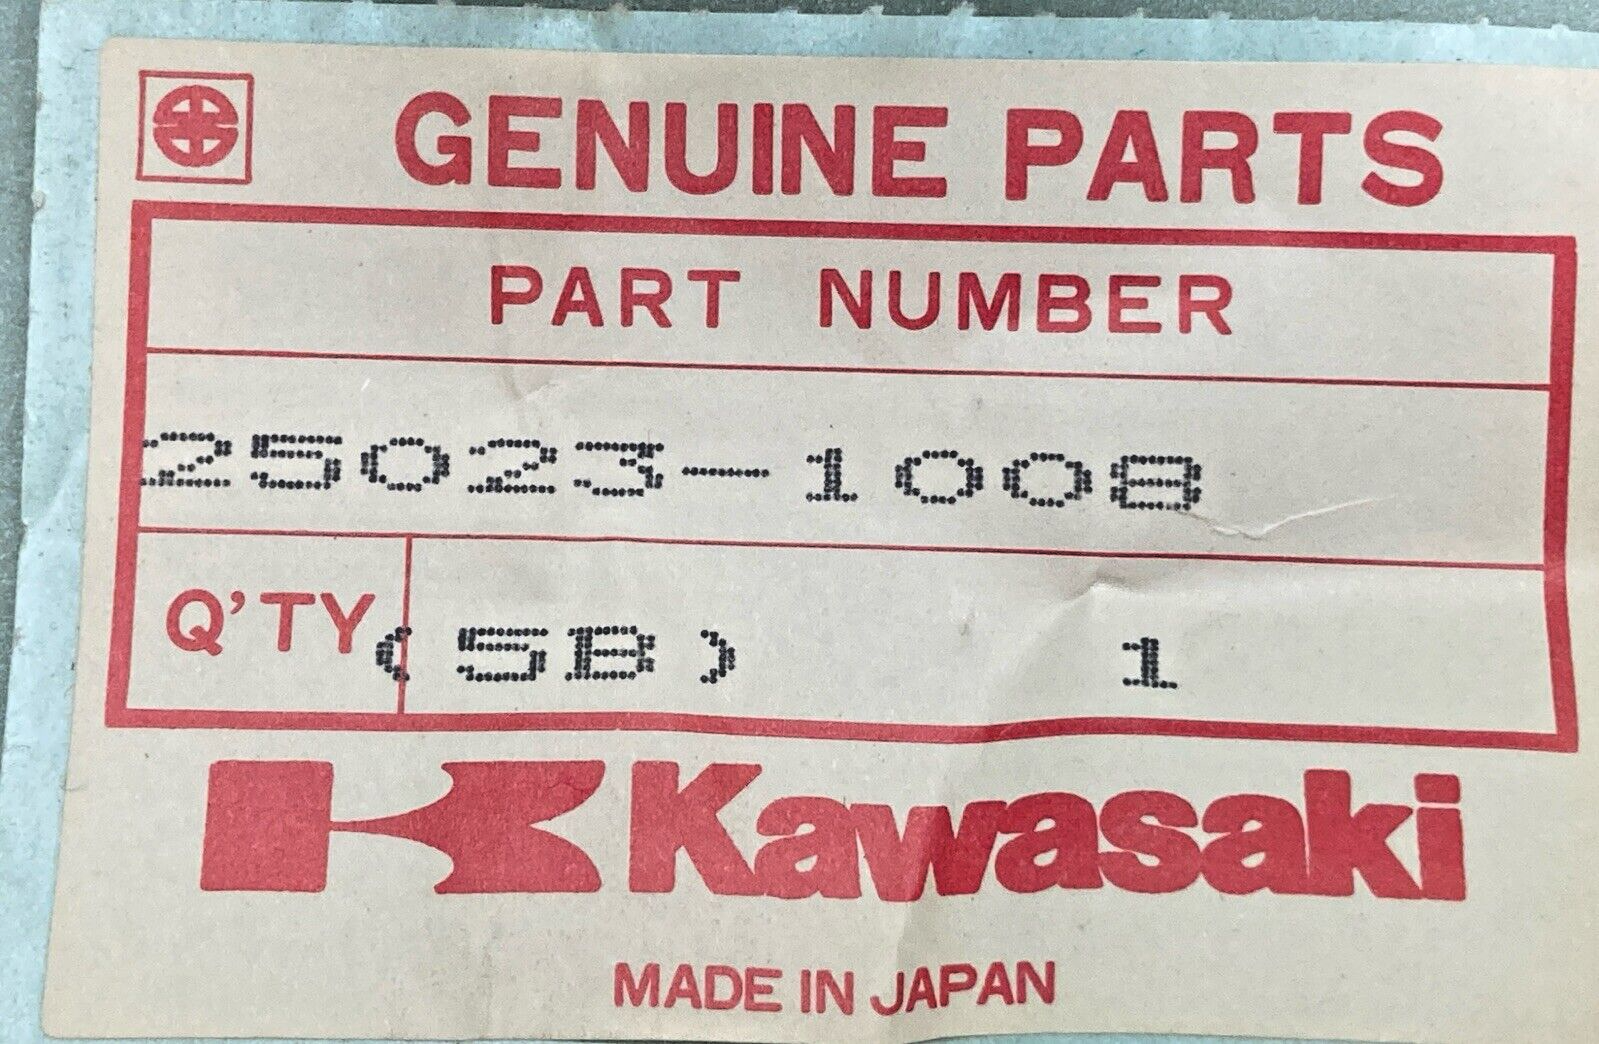 GENUINE PARTS
PART NUMBER
25023-1008
Q'TY (5B) 1
Kawasaki
MADE IN JAPAN